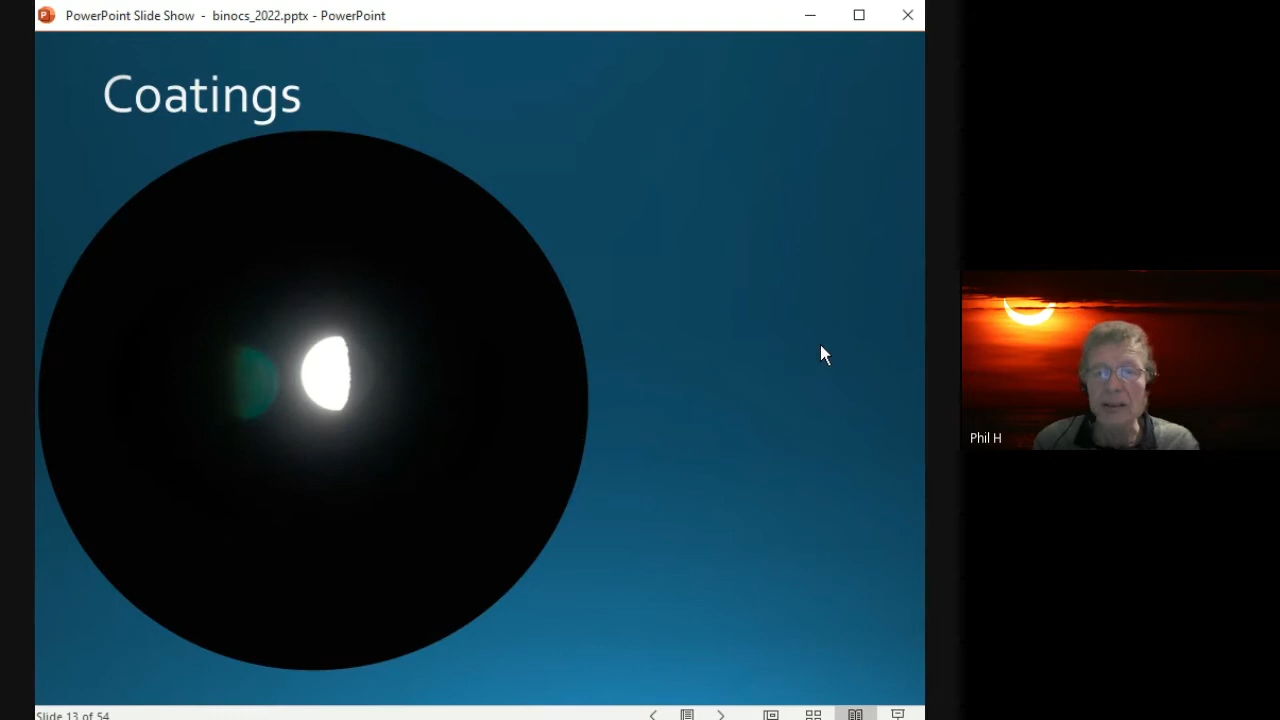 PowerPoint Slide Show - binocs_2022.pptx - PowerPoint
Coatings
Phil H
Slide 13 of 54